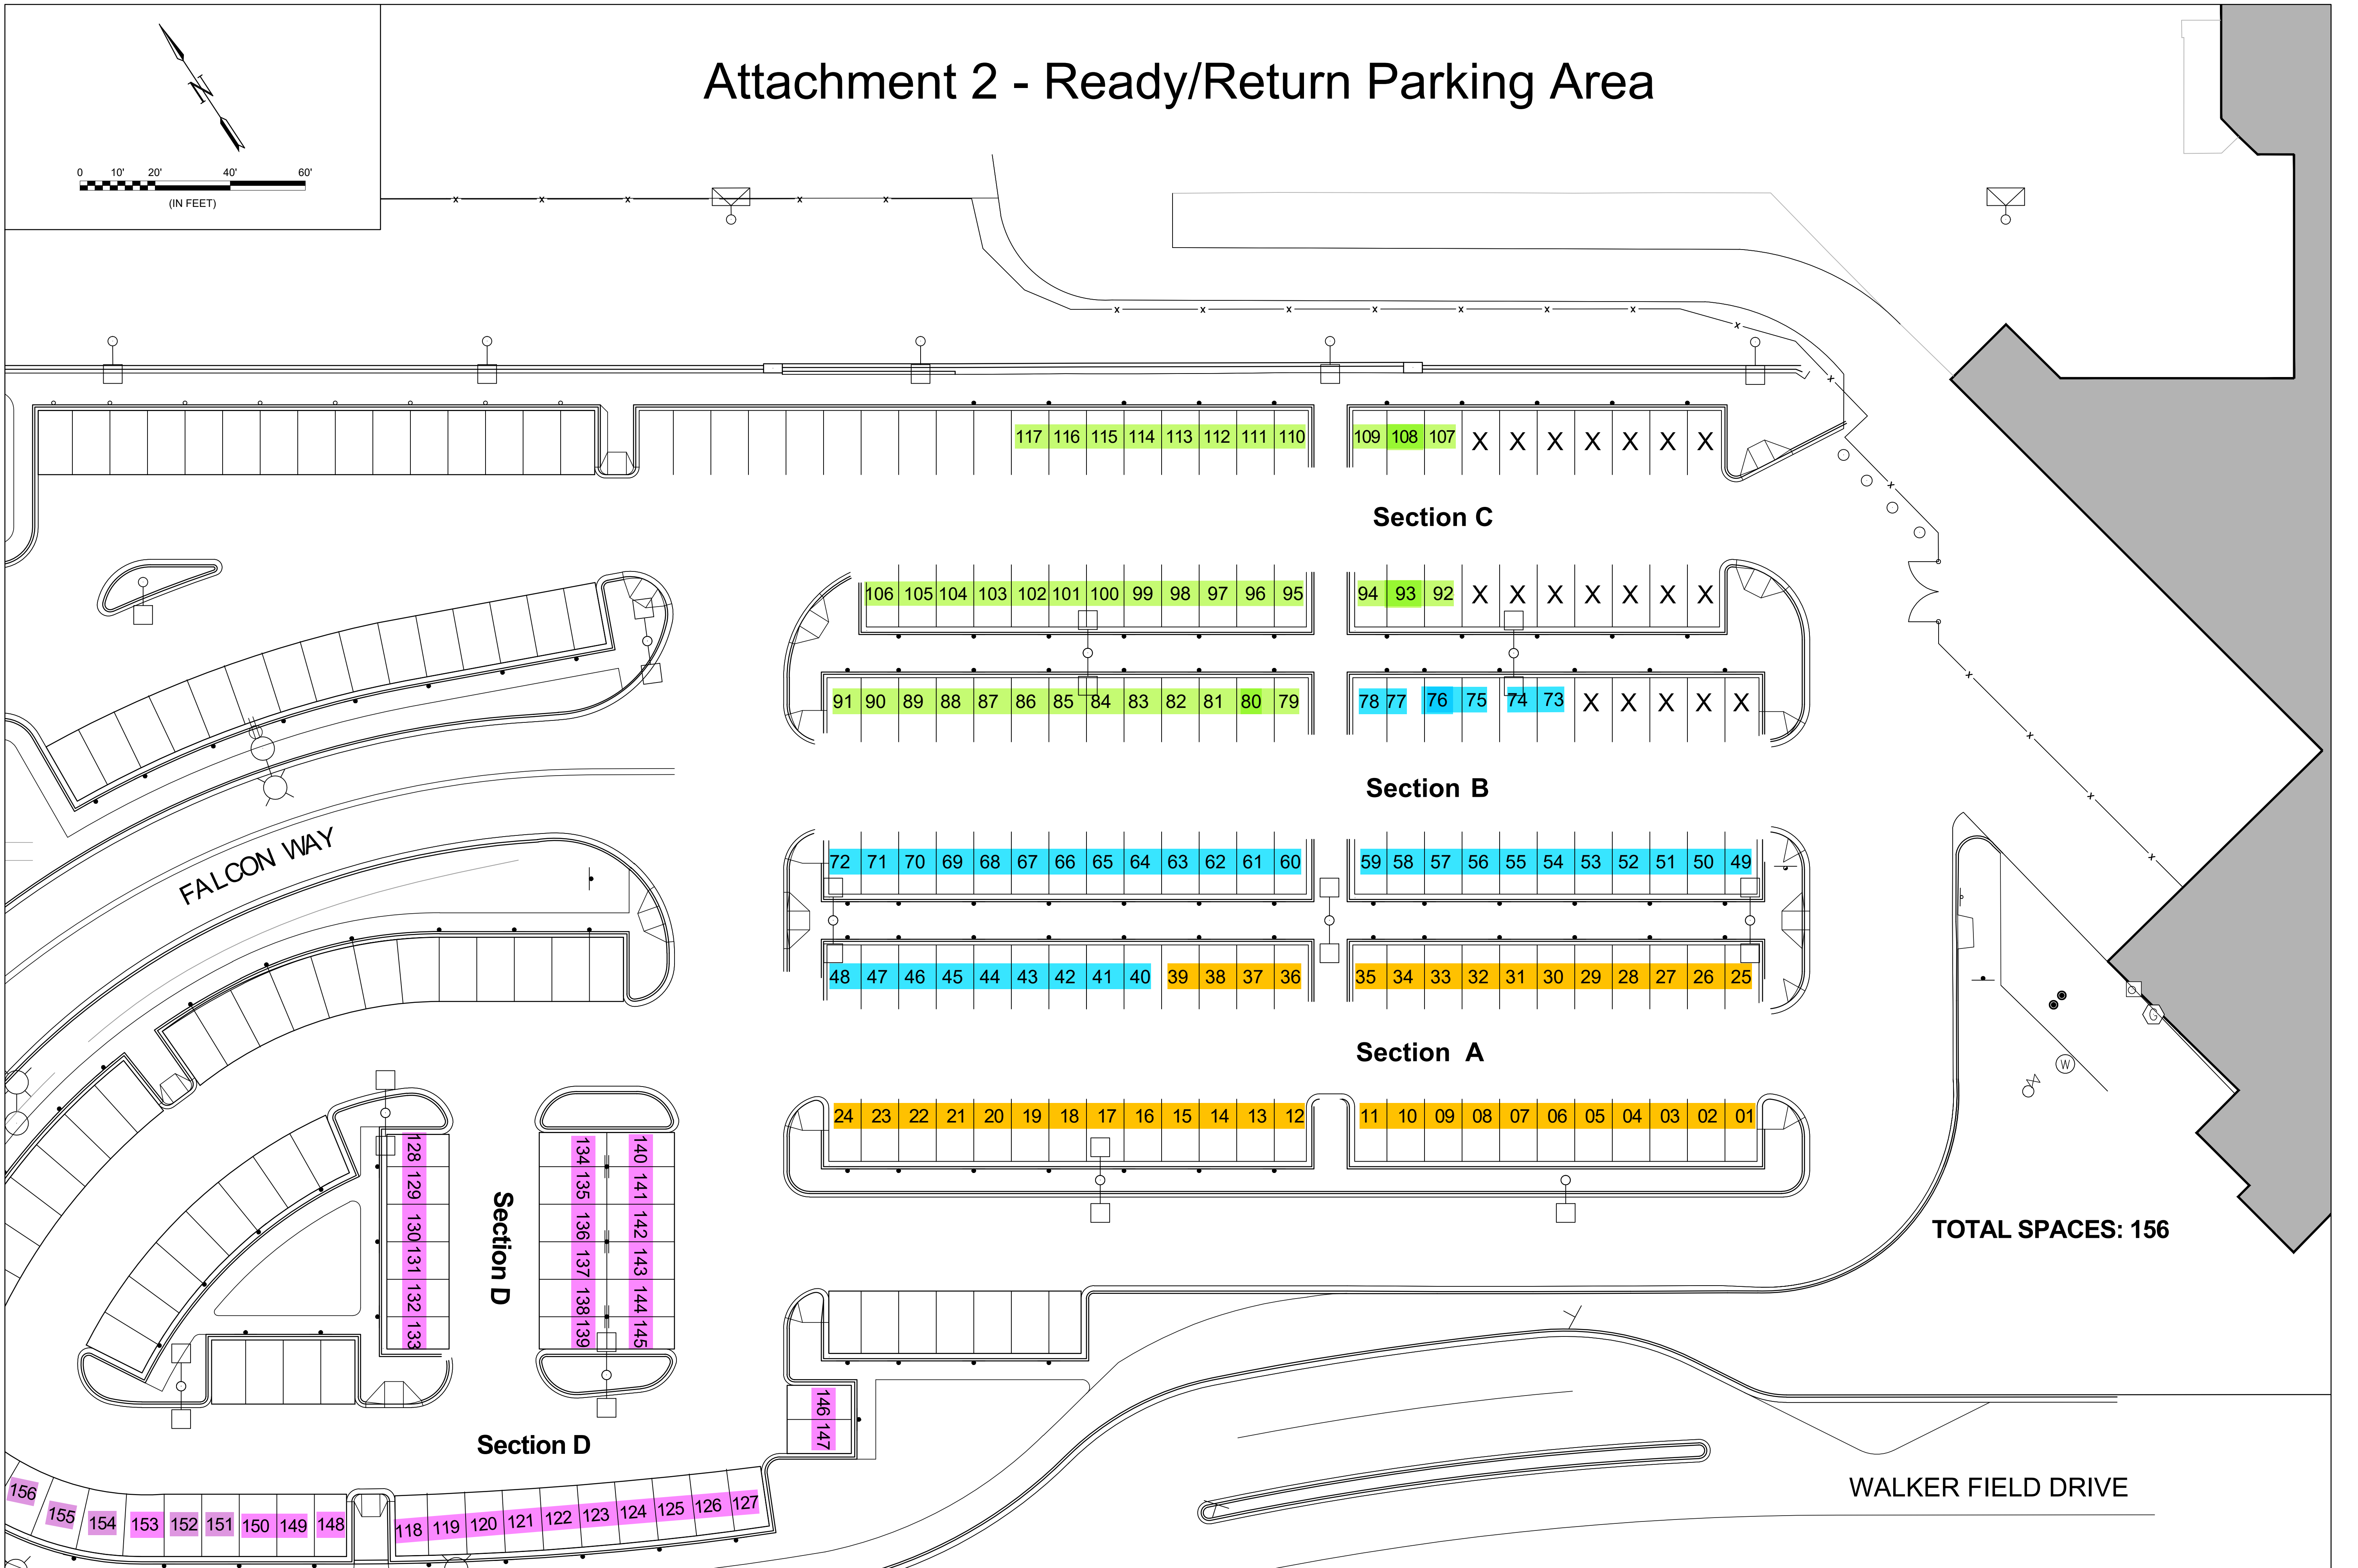 Attachment 2 - Ready/Return Parking Area
N
0 10' 20' 40' 60'
(IN FEET)
x x x x x
x x x x x x x x
x
117 116 115 114 113 112 111 110 109 108 107 X X X X X X X
x
Section C
106 105 104 103 102 101 100 99 98 97 96 95 94 93 92 X X X X X X X
x
91 90 89 88 87 86 85 84 83 82 81 80 79 78 77 76 75 74 73 X X X X X
x
Section B
x
FALCON WAY
72 71 70 69 68 67 66 65 64 63 62 61 60 59 58 57 56 55 54 53 52 51 50 49
x
48 47 46 45 44 43 42 41 40 39 38 37 36 35 34 33 32 31 30 29 28 27 26 25
G
Section A
W
24 23 22 21 20 19 18 17 16 15 14 13 12 11 10 09 08 07 06 05 04 03 02 01
128 129 130 131 132 133
Section D
134 135 136 137 138 139
140 141 142 143 144 145
TOTAL SPACES: 156
146 147
Section D
WALKER FIELD DRIVE
156 155 154 153 152 151 150 149 148 118 119 120 121 122 123 124 125 126 127